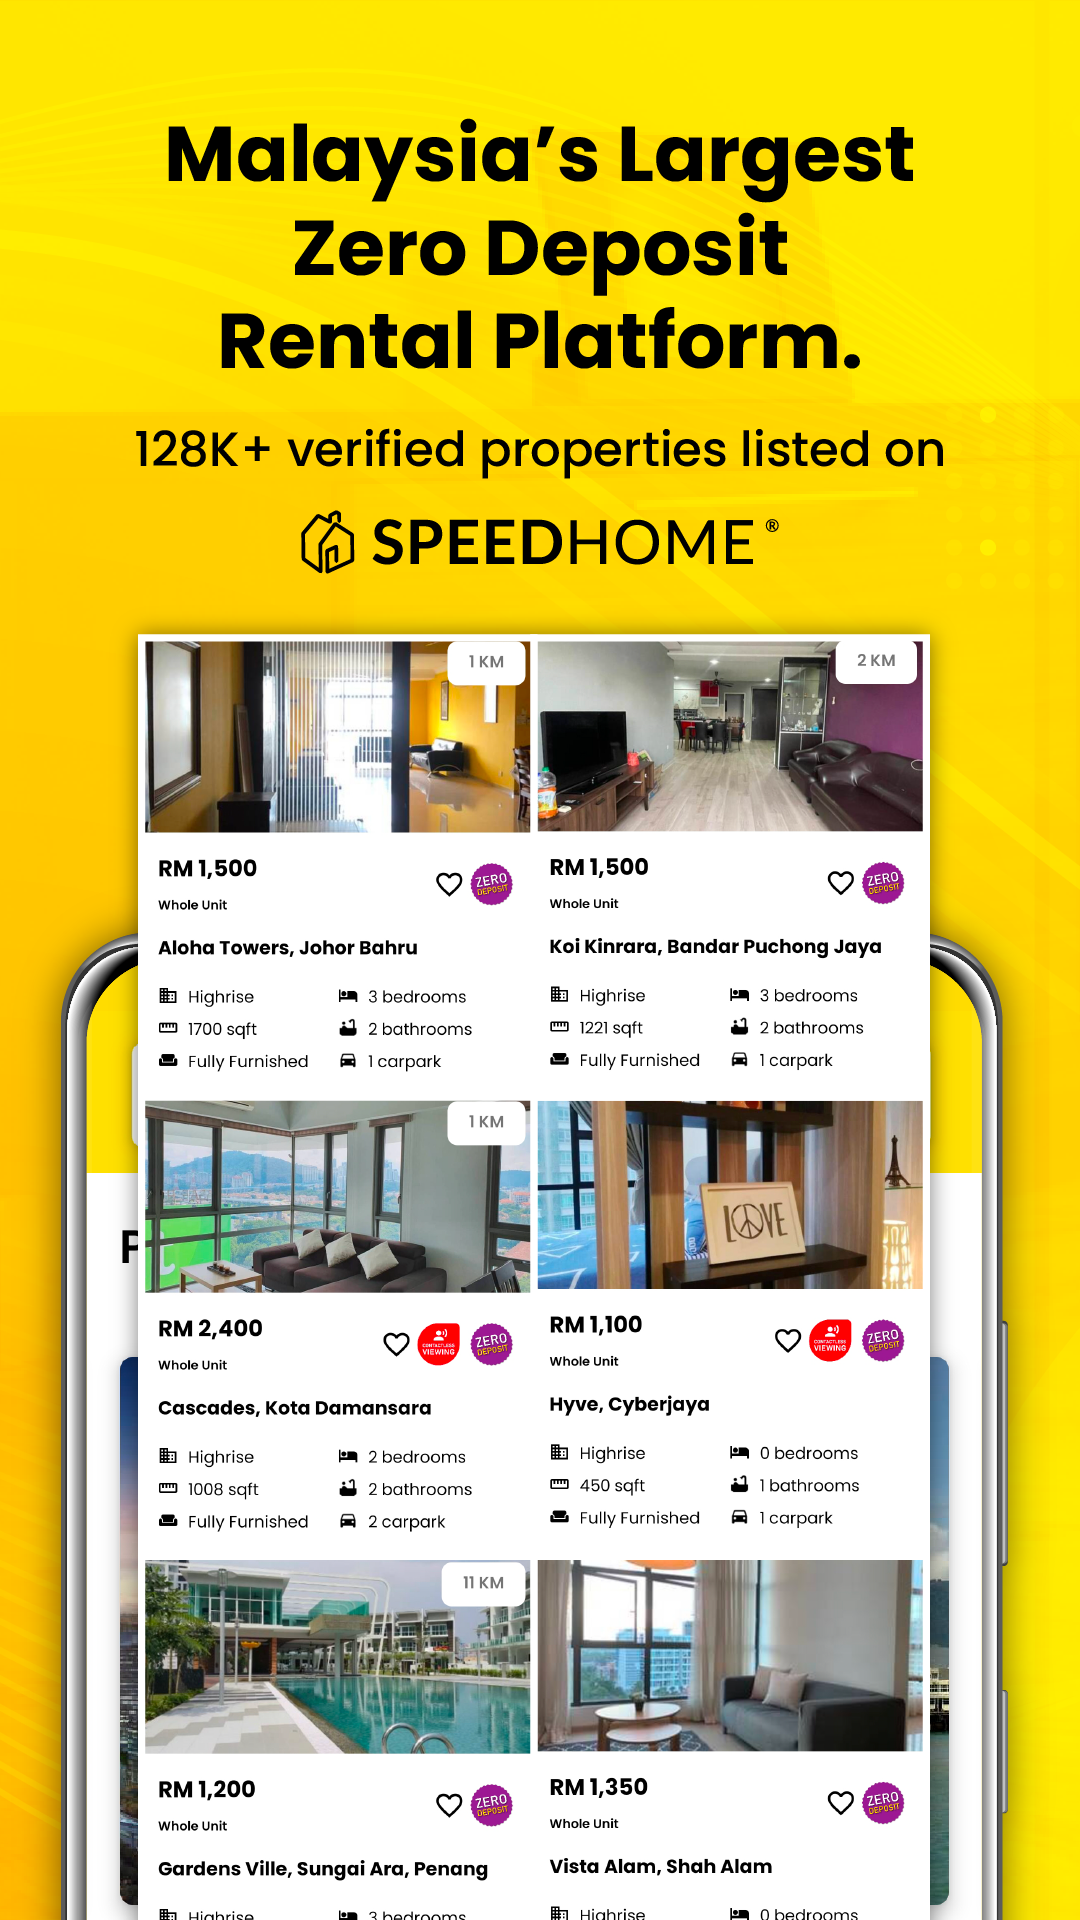 Malaysia's Largest
Zero Deposit
Rental Platform.
128K+ verified properties listed on
SPEEDHOME®
1 KM
RM 1,500
ZERO DEPOSIT
Whole Unit
Aloha Towers, Johor Bahru
Highrise
3 bedrooms
1700 sqft
2 bathrooms
Fully Furnished
1 carpark
2 KM
RM 1,500
ZERO DEPOSIT
Whole Unit
Koi Kinrara, Bandar Puchong Jaya
Highrise
3 bedrooms
1221 sqft
2 bathrooms
Fully Furnished
1 carpark
1 KM
RM 2,400
CONTACTLESS VIEWING
ZERO DEPOSIT
Whole Unit
Cascades, Kota Damansara
Highrise
2 bedrooms
1008 sqft
2 bathrooms
Fully Furnished
2 carpark
LOVE
RM 1,100
CONTACTLESS VIEWING
ZERO DEPOSIT
Whole Unit
Hyve, Cyberjaya
Highrise
0 bedrooms
450 sqft
1 bathrooms
Fully Furnished
1 carpark
11 KM
RM 1,200
ZERO DEPOSIT
Whole Unit
Gardens Ville, Sungai Ara, Penang
Highrise
3 bedrooms
RM 1,350
ZERO DEPOSIT
Whole Unit
Vista Alam, Shah Alam
Highrise
0 bedrooms